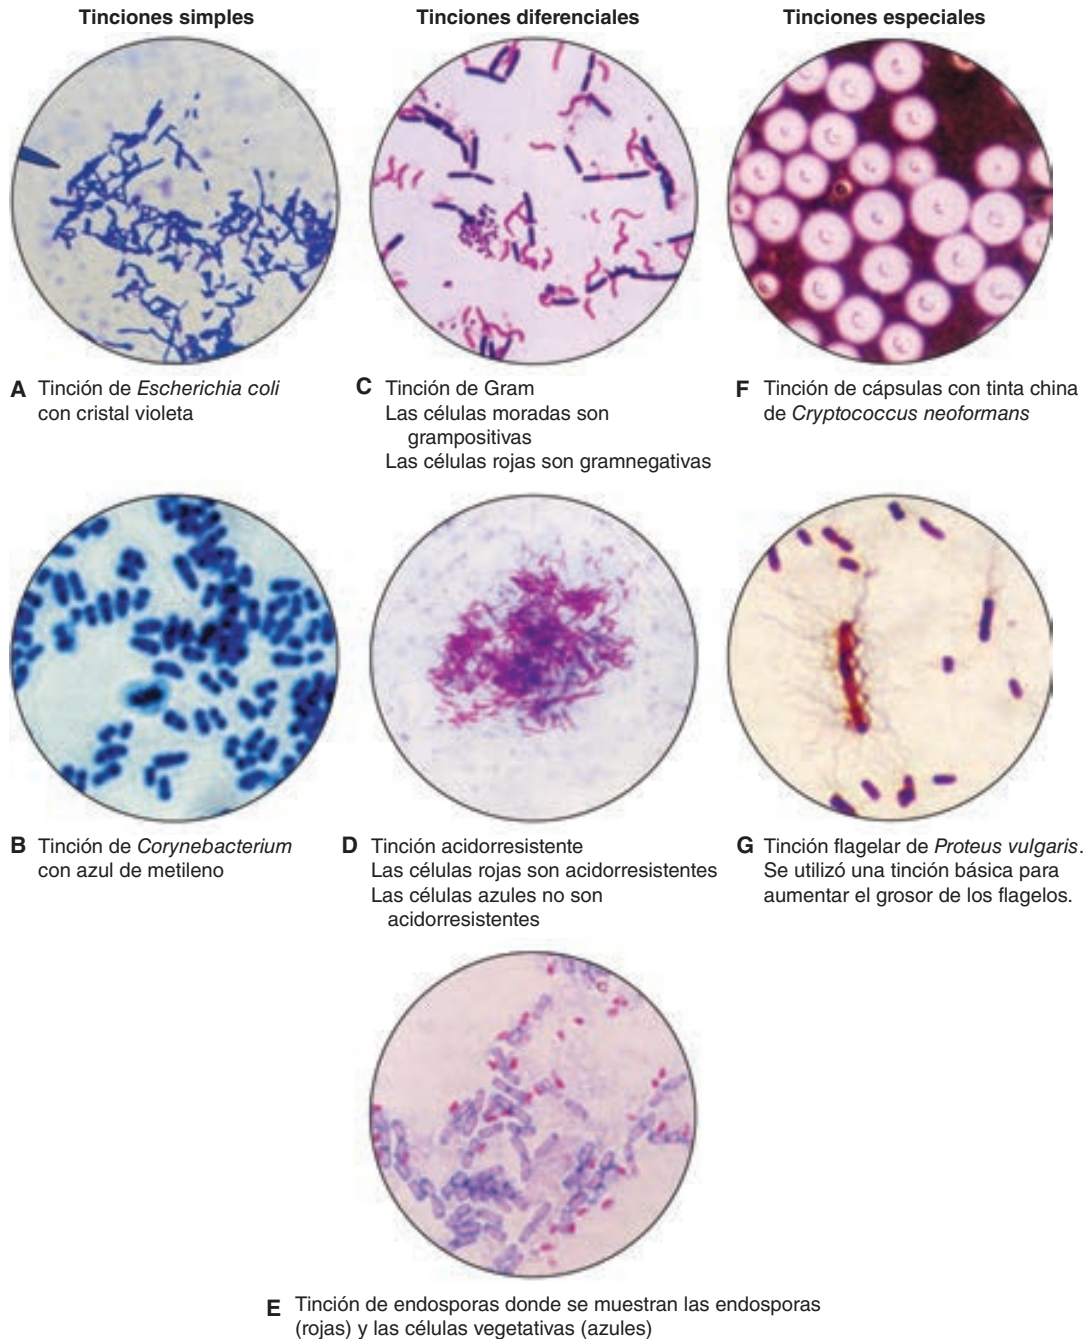 Tinciones simples
Tinciones diferenciales
Tinciones especiales
A Tinción de Escherichia coli
con cristal violeta
C Tinción de Gram
Las células moradas son
grampositivas
Las células rojas son gramnegativas
F Tinción de cápsulas con tinta china
de Cryptococcus neoformans
B Tinción de Corynebacterium
con azul de metileno
D Tinción acidorresistente
Las células rojas son acidorresistentes
Las células azules no son
acidorresistentes
G Tinción flagelar de Proteus vulgaris.
Se utilizó una tinción básica para
aumentar el grosor de los flagelos.
E Tinción de endosporas donde se muestran las endosporas
(rojas) y las células vegetativas (azules)